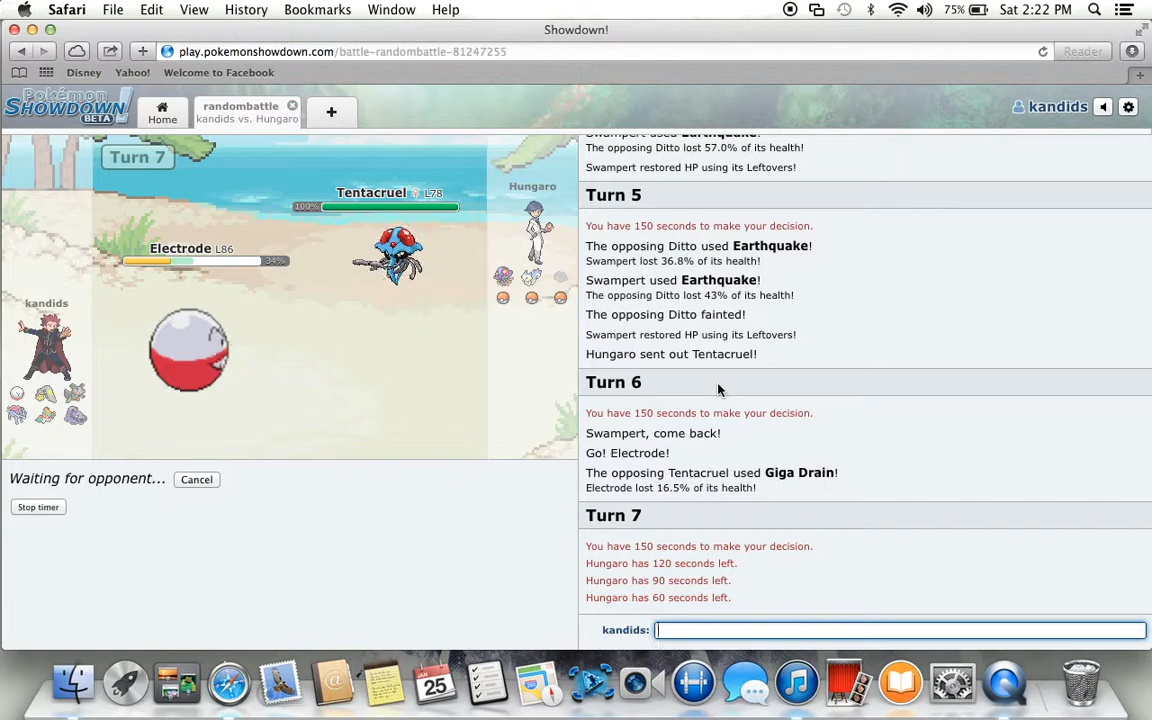 Safari File Edit View History Bookmarks Window Help 75% Sat 2:22 PM
Showdown!
play.pokemonshowdown.com/battle-randombattle-81247255 Reader
Disney Yahoo! Welcome to Facebook
Pokémon
SHOWDOWN
BETA
Home
randombattle
kandids vs. Hungaro
kandids
Turn 7
Tentacruel L78
100%
Electrode L86
34%
Hungaro
kandids
Waiting for opponent... Cancel
Stop timer
Swampert used Earthquake!
The opposing Ditto lost 57.0% of its health!
Swampert restored HP using its Leftovers!
Turn 5
You have 150 seconds to make your decision.
The opposing Ditto used Earthquake!
Swampert lost 36.8% of its health!
Swampert used Earthquake!
The opposing Ditto lost 43% of its health!
The opposing Ditto fainted!
Swampert restored HP using its Leftovers!
Hungaro sent out Tentacruel!
Turn 6
You have 150 seconds to make your decision.
Swampert, come back!
Go! Electrode!
The opposing Tentacruel used Giga Drain!
Electrode lost 16.5% of its health!
Turn 7
You have 150 seconds to make your decision.
Hungaro has 120 seconds left.
Hungaro has 90 seconds left.
Hungaro has 60 seconds left.
kandids:
JAN
25